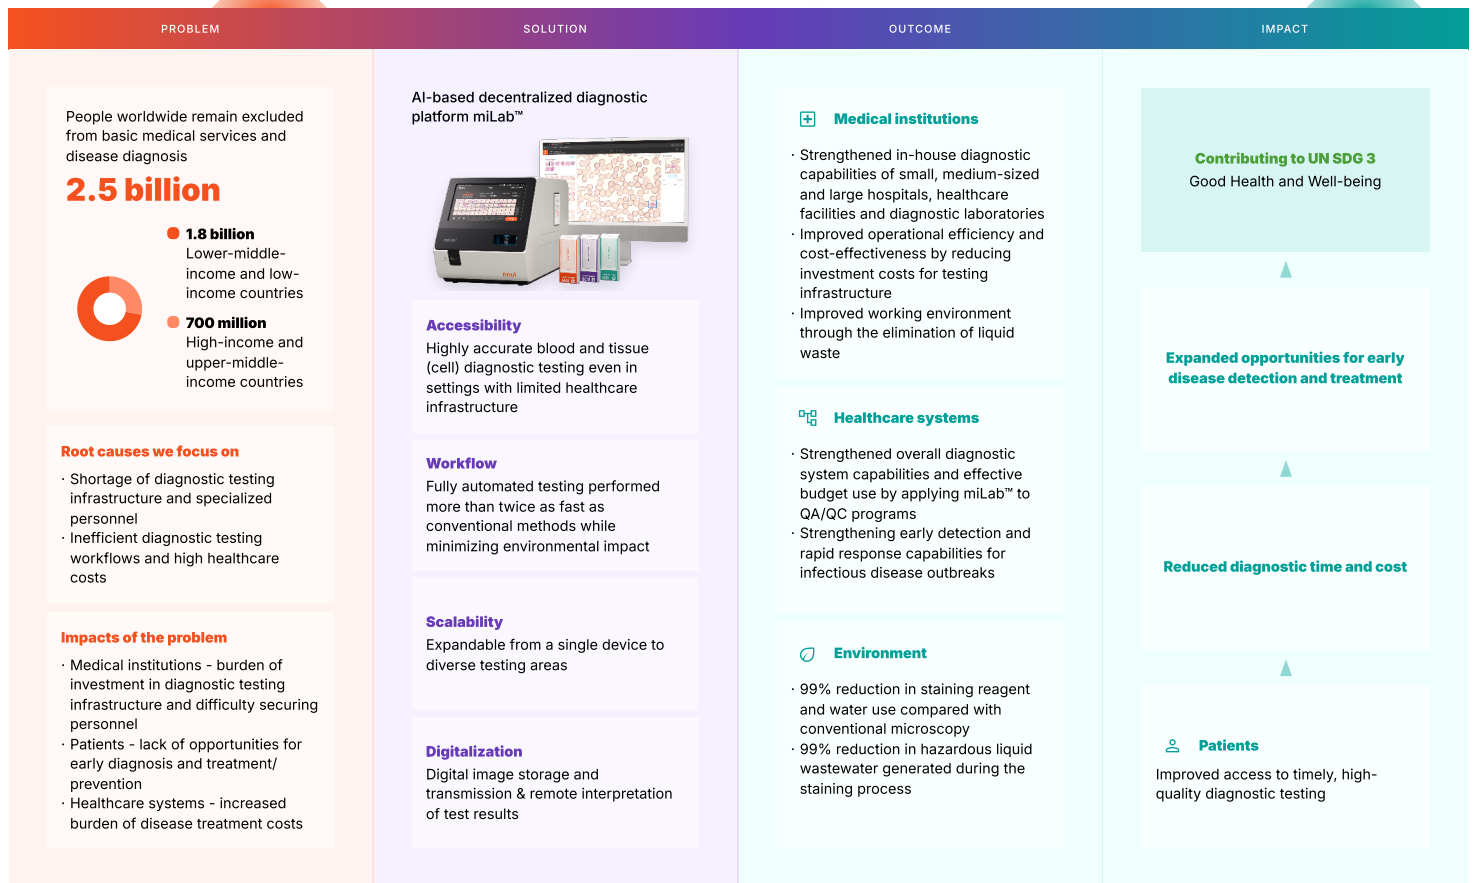 PROBLEM
SOLUTION
OUTCOME
IMPACT
People worldwide remain excluded
from basic medical services and
disease diagnosis
2.5 billion
1.8 billion
Lower-middle-
income and low-
income countries
700 million
High-income and
upper-middle-
income countries
Root causes we focus on
· Shortage of diagnostic testing
infrastructure and specialized
personnel
· Inefficient diagnostic testing
workflows and high healthcare
costs
Impacts of the problem
· Medical institutions - burden of
investment in diagnostic testing
infrastructure and difficulty securing
personnel
· Patients - lack of opportunities for
early diagnosis and treatment/
prevention
· Healthcare systems - increased
burden of disease treatment costs
AI-based decentralized diagnostic
platform miLab™
Accessibility
Highly accurate blood and tissue
(cell) diagnostic testing even in
settings with limited healthcare
infrastructure
Workflow
Fully automated testing performed
more than twice as fast as
conventional methods while
minimizing environmental impact
Scalability
Expandable from a single device to
diverse testing areas
Digitalization
Digital image storage and
transmission & remote interpretation
of test results
Medical institutions
· Strengthened in-house diagnostic
capabilities of small, medium-sized
and large hospitals, healthcare
facilities and diagnostic laboratories
· Improved operational efficiency and
cost-effectiveness by reducing
investment costs for testing
infrastructure
· Improved working environment
through the elimination of liquid
waste
Healthcare systems
· Strengthened overall diagnostic
system capabilities and effective
budget use by applying miLab™ to
QA/QC programs
· Strengthening early detection and
rapid response capabilities for
infectious disease outbreaks
Environment
· 99% reduction in staining reagent
and water use compared with
conventional microscopy
· 99% reduction in hazardous liquid
wastewater generated during the
staining process
Contributing to UN SDG 3
Good Health and Well-being
Expanded opportunities for early
disease detection and treatment
Reduced diagnostic time and cost
Patients
Improved access to timely, high-
quality diagnostic testing